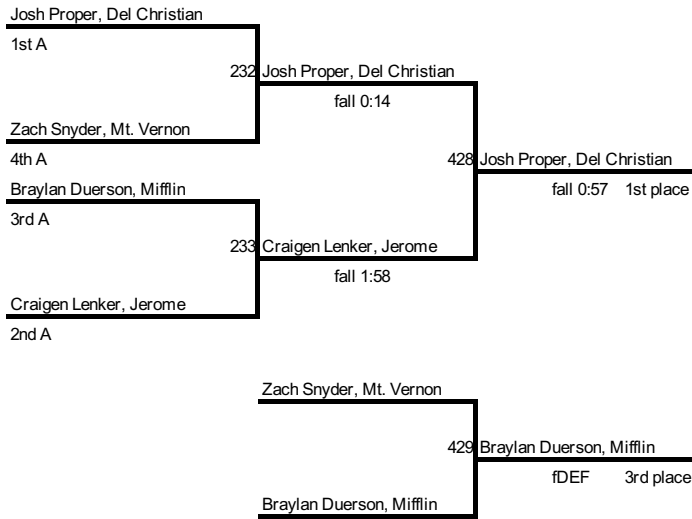 Josh Proper, Del Christian
1st A
232 Josh Proper, Del Christian
fall 0:14
Zach Snyder, Mt. Vernon
4th A
428 Josh Proper, Del Christian
fall 0:57 1st place
Braylan Duerson, Mifflin
3rd A
233 Craigen Lenker, Jerome
fall 1:58
Craigen Lenker, Jerome
2nd A
Zach Snyder, Mt. Vernon
429 Braylan Duerson, Mifflin
fDEF 3rd place
Braylan Duerson, Mifflin